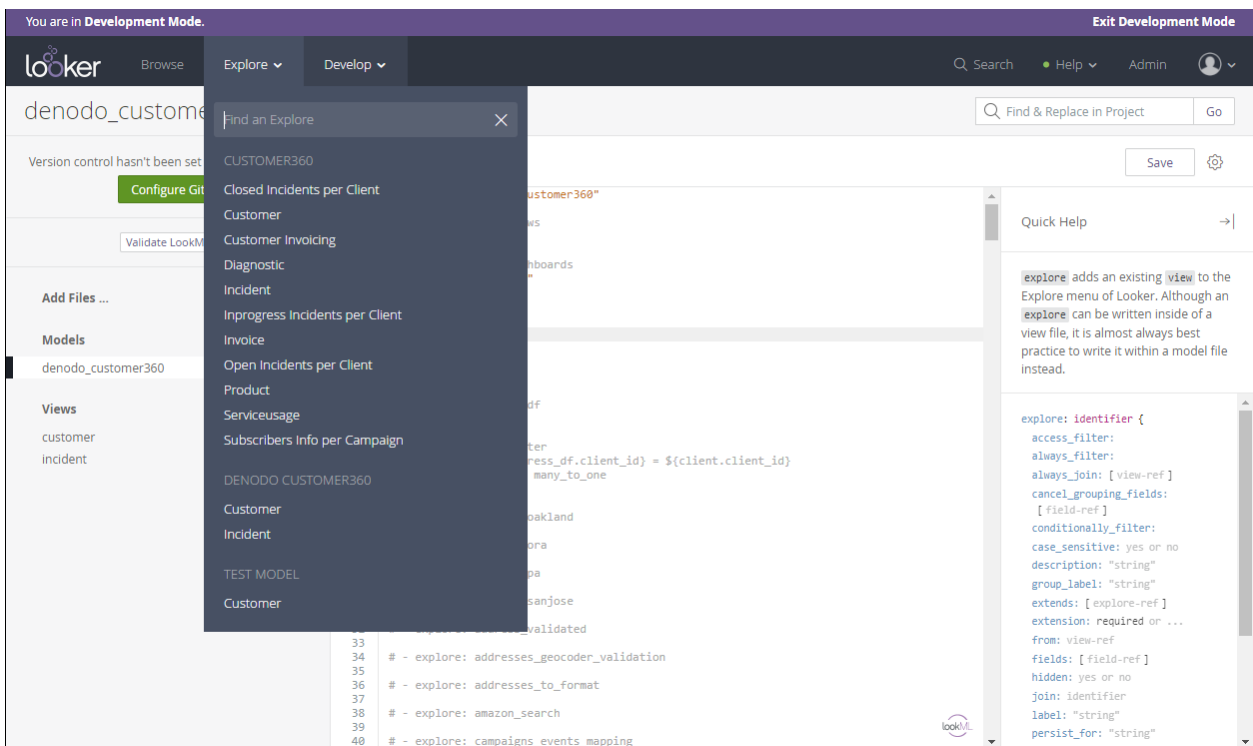 You are in Development Mode.
Exit Development Mode
looker
Browse
Explore
Develop
Search
Help
Admin
denodo_custome
Find & Replace in Project
Go
Find an Explore
Version control hasn't been set
Configure Git
Save
Validate LookM
CUSTOMER360
Closed Incidents per Client
Customer
Customer Invoicing
Diagnostic
Incident
Inprogress Incidents per Client
Invoice
Open Incidents per Client
Product
Serviceusage
Subscribers Info per Campaign
DENODO CUSTOMER360
Customer
Incident
TEST MODEL
Customer
Add Files ...
Models
denodo_customer360
Views
customer
incident
ustomer360"
ws
hboards
"
df
ter
ress_df.client_id} = ${client.client_id}
many_to_one
oakland
ora
pa
sanjose
validated
33
34 # - explore: addresses_geocoder_validation
35
36 # - explore: addresses_to_format
37
38 # - explore: amazon_search
39
40 # - explore: campaigns_events_mapping
lookML
Quick Help
explore adds an existing view to the
Explore menu of Looker. Although an
explore can be written inside of a
view file, it is almost always best
practice to write it within a model file
instead.
explore: identifier {
access_filter:
always_filter:
always_join: [ view-ref ]
cancel_grouping_fields:
[ field-ref ]
conditionally_filter:
case_sensitive: yes or no
description: "string"
group_label: "string"
extends: [ explore-ref ]
extension: required or ...
from: view-ref
fields: [ field-ref ]
hidden: yes or no
join: identifier
label: "string"
persist_for: "string"